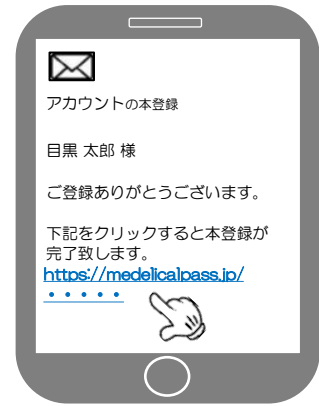 アカウントの本登録
目黒 太郎 様
ご登録ありがとうございます。
下記をクリックすると本登録が
完了致します。
https://medelicalpass.jp/
・・・・・